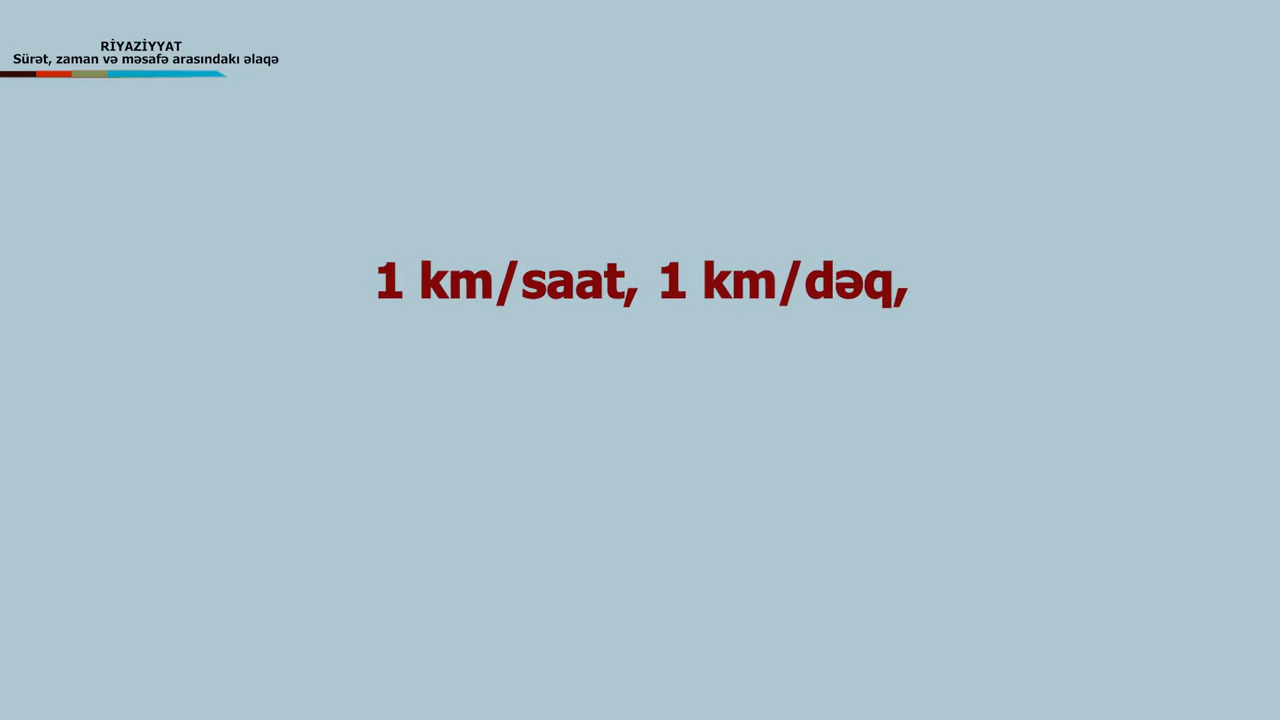 RİYAZİYYAT
Sürət, zaman və məsafə arasındakı əlaqə
1 km/saat, 1 km/dəq,